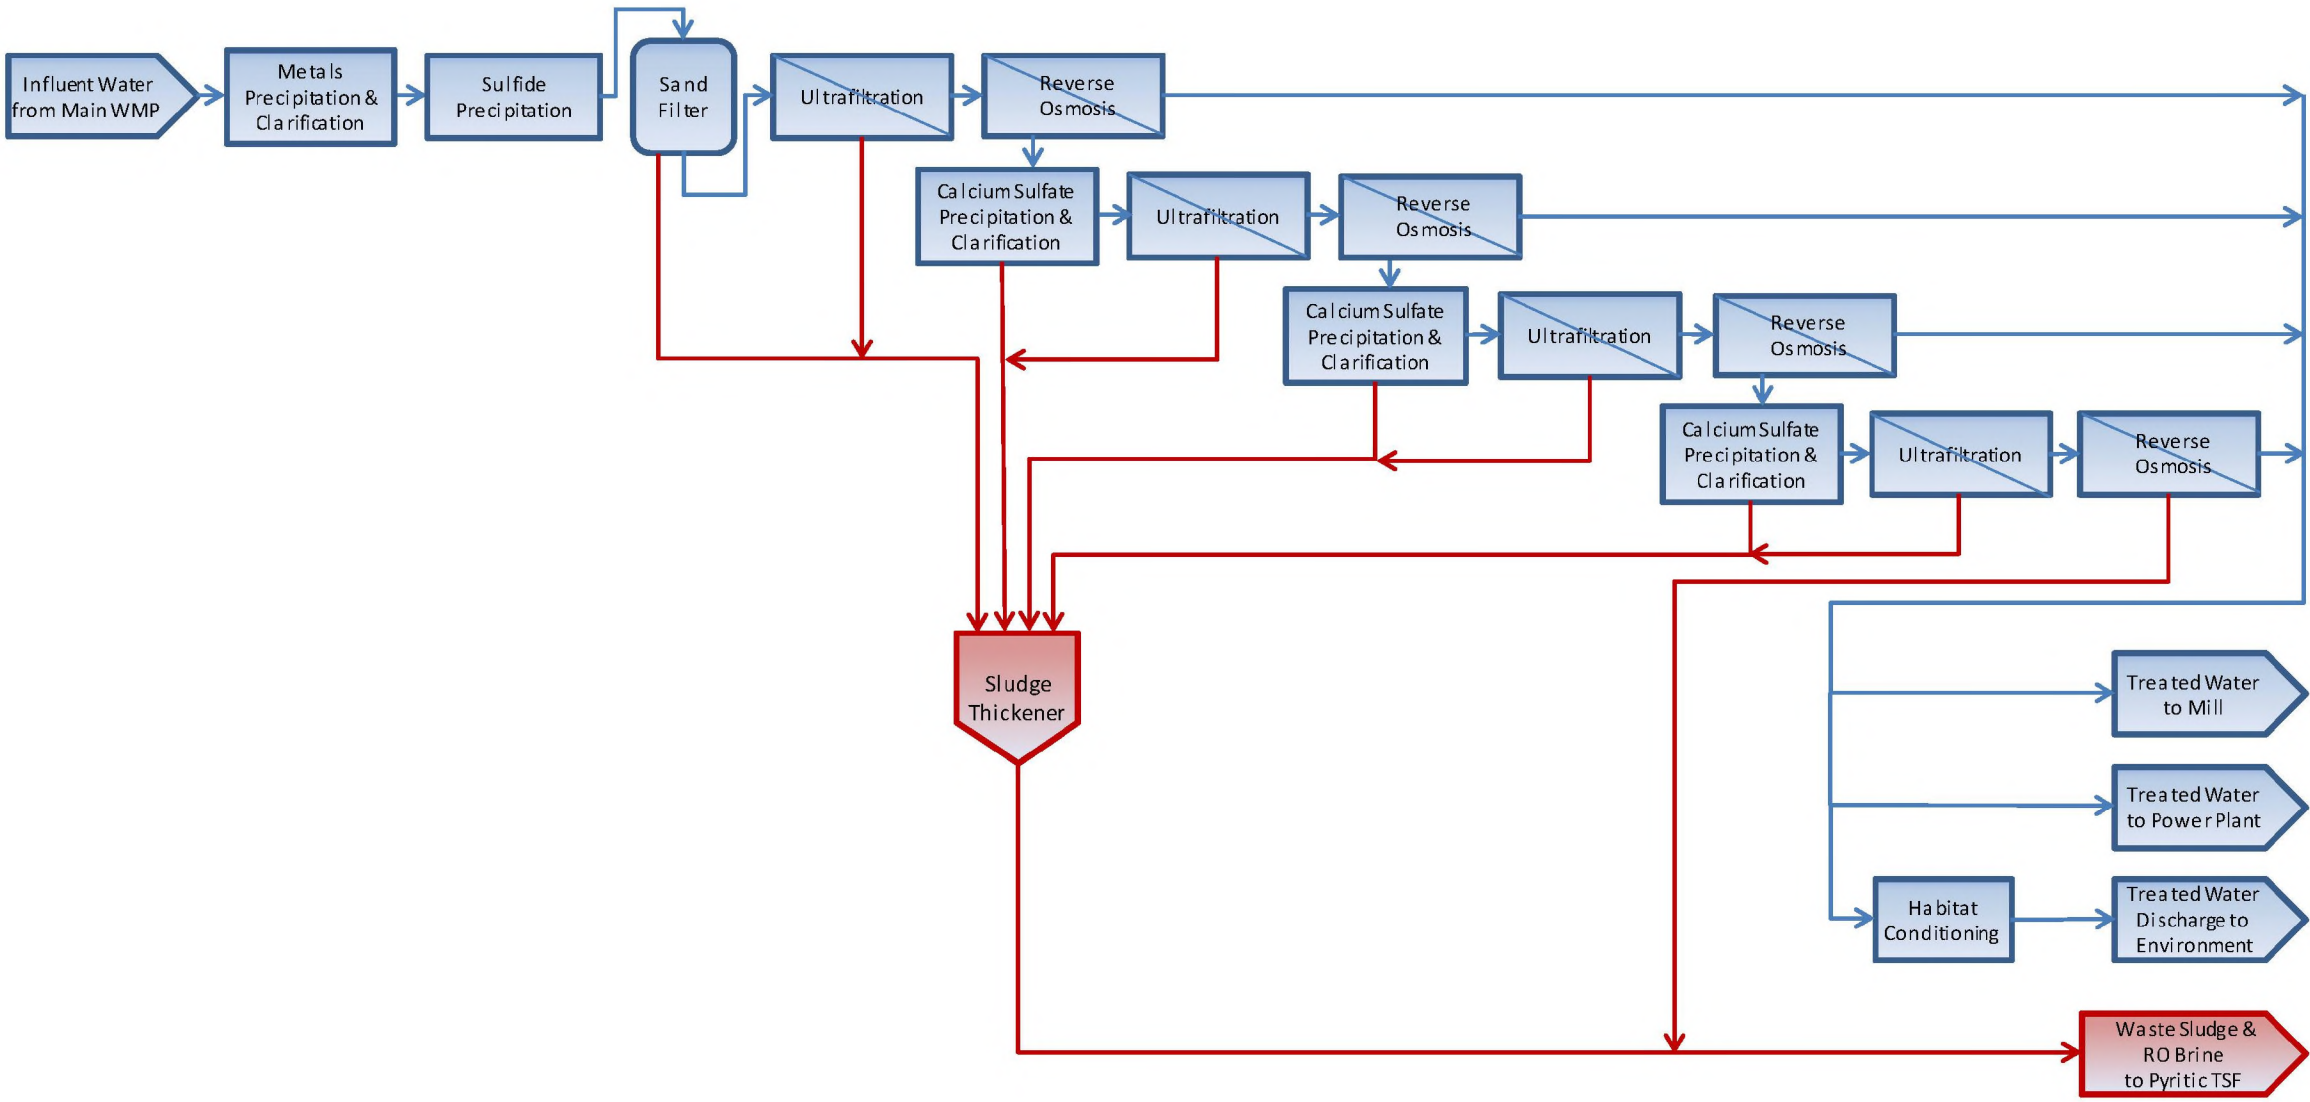 Influent Water
from Main WMP
Metals
Precipitation &
Clarification
Sulfide
Precipitation
Sand
Filter
Ultrafiltration
Reverse
Osmosis
Calcium Sulfate
Precipitation &
Clarification
Ultrafiltration
Reverse
Osmosis
Calcium Sulfate
Precipitation &
Clarification
Ultrafiltration
Reverse
Osmosis
Calcium Sulfate
Precipitation &
Clarification
Ultrafiltration
Reverse
Osmosis
Sludge
Thickener
Treated Water
to Mill
Treated Water
to Power Plant
Habitat
Conditioning
Treated Water
Discharge to
Environment
Waste Sludge &
RO Brine
to Pyritic TSF